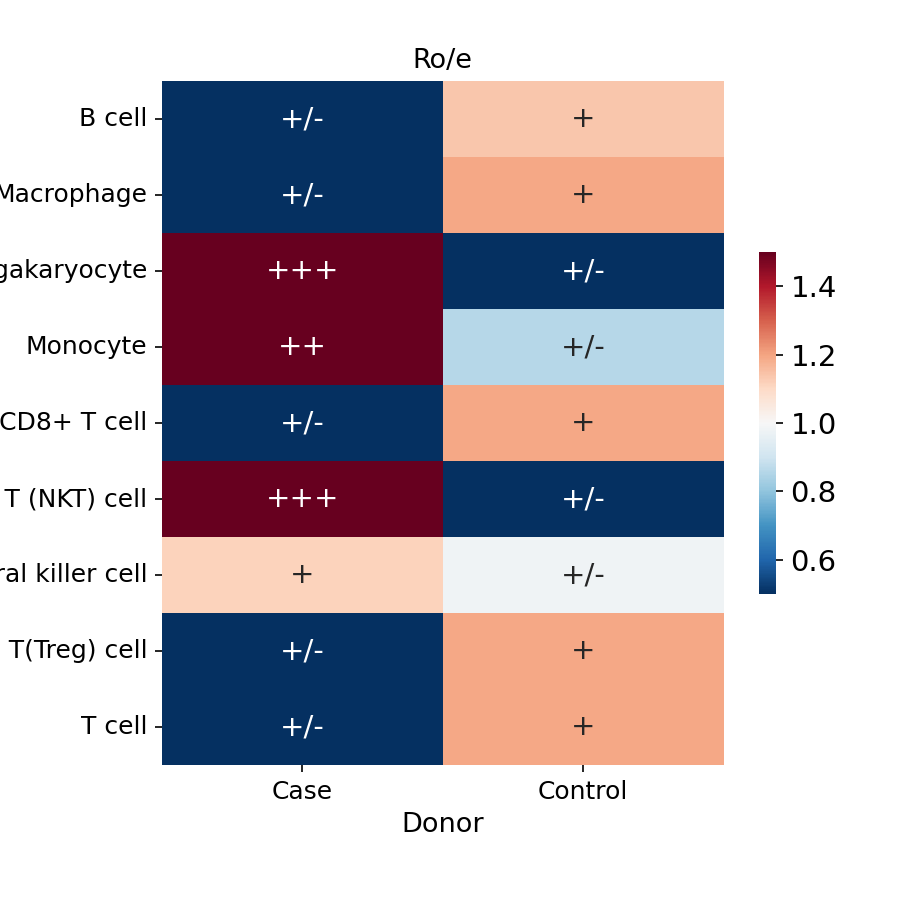 Ro/e
B cell +/- +
Macrophage +/- +
gakaryocyte +++ +/-
Monocyte ++ +/-
CD8+ T cell +/- +
T (NKT) cell +++ +/-
ral killer cell + +/-
T(Treg) cell +/- +
T cell +/- +
Case Control
Donor
1.4
1.2
1.0
0.8
0.6